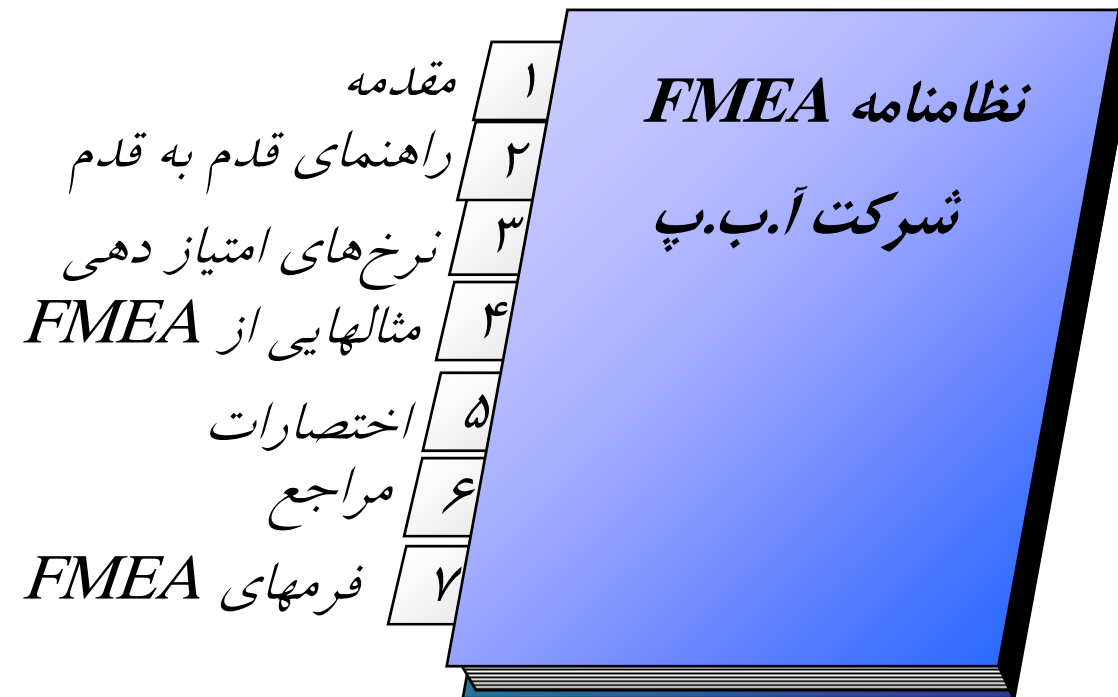 نظامنامه FMEA
شرکت آ.ب.پ
۱ مقدمه
۲ راهنمای قدم به قدم
۳ نرخ‌های امتیاز دهی
۴ مثالهایی از FMEA
۵ اختصارات
۶ مراجع
۷ فرمهای FMEA